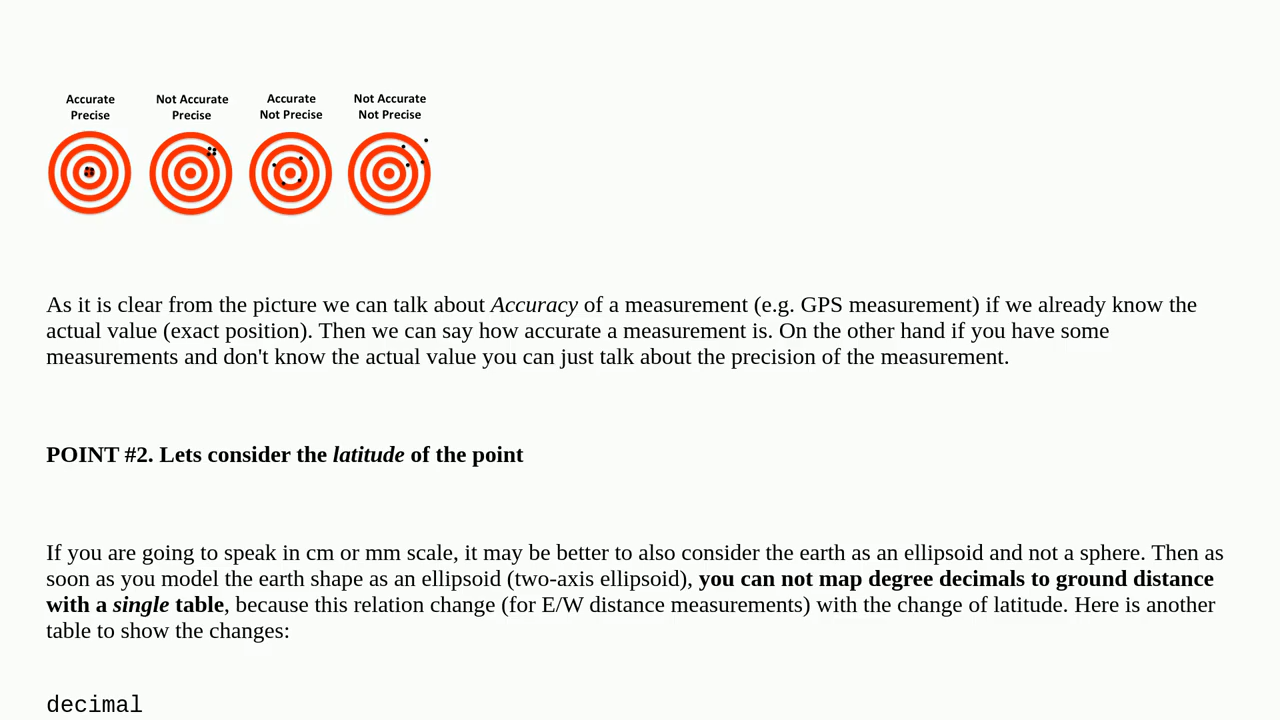 Accurate Not Accurate Accurate Not Accurate
Precise Precise Not Precise Not Precise
As it is clear from the picture we can talk about Accuracy of a measurement (e.g. GPS measurement) if we already know the
actual value (exact position). Then we can say how accurate a measurement is. On the other hand if you have some
measurements and don't know the actual value you can just talk about the precision of the measurement.
POINT #2. Lets consider the latitude of the point
If you are going to speak in cm or mm scale, it may be better to also consider the earth as an ellipsoid and not a sphere. Then as
soon as you model the earth shape as an ellipsoid (two-axis ellipsoid), you can not map degree decimals to ground distance
with a single table, because this relation change (for E/W distance measurements) with the change of latitude. Here is another
table to show the changes:
decimal